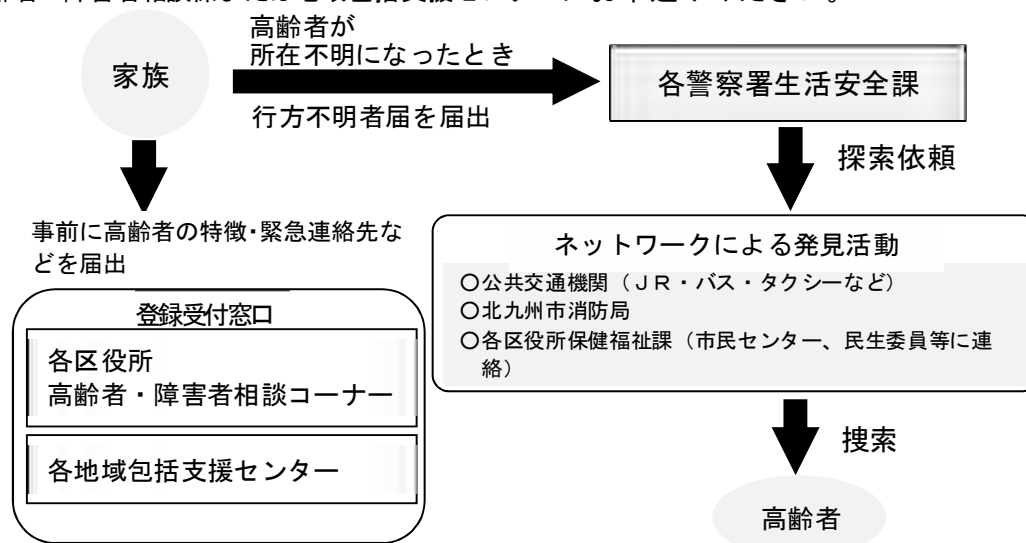 高齢者が
所在不明になったとき
家族
各警察署生活安全課
行方不明者届を届出
探索依頼
事前に高齢者の特徴・緊急連絡先な
どを届出
ネットワークによる発見活動
○公共交通機関（ＪＲ・バス・タクシーなど）
○北九州市消防局
○各区役所保健福祉課（市民センター、民生委員等に連
絡）
登録受付窓口
各区役所
高齢者・障害者相談コーナー
各地域包括支援センター
捜索
高齢者